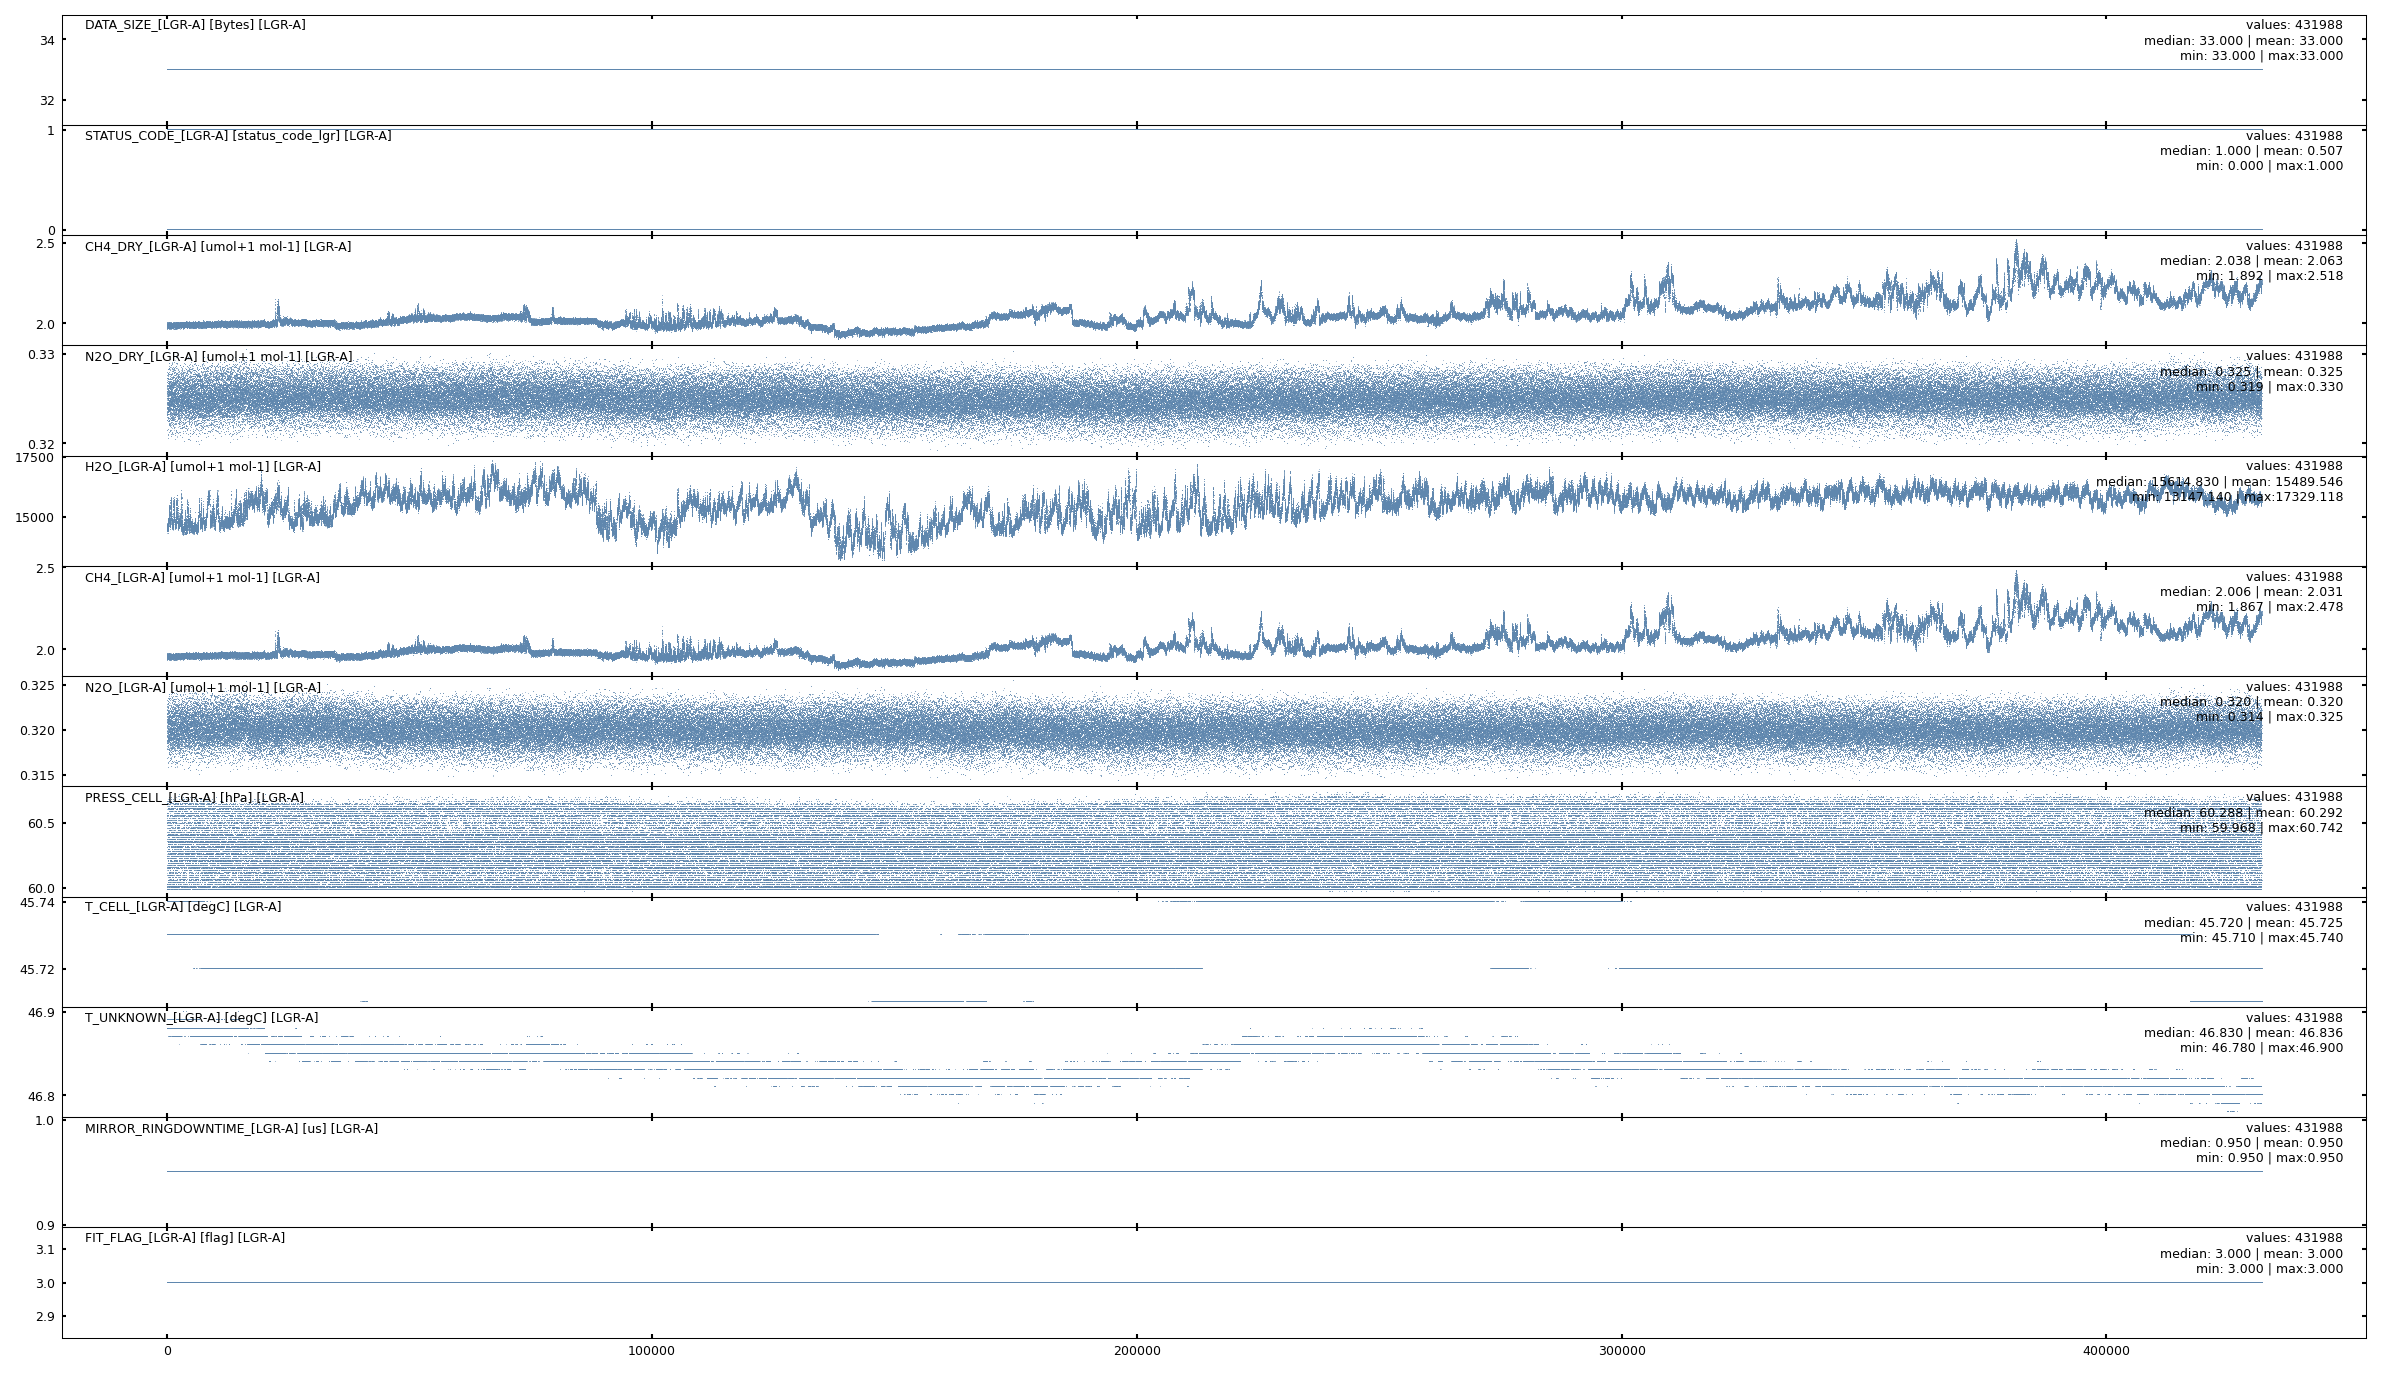 DATA_SIZE_[LGR-A] [Bytes] [LGR-A]
values: 431988
median: 33.000 | mean: 33.000
min: 33.000 | max:33.000
34
32
STATUS_CODE_[LGR-A] [status_code_lgr] [LGR-A]
values: 431988
median: 1.000 | mean: 0.507
min: 0.000 | max:1.000
1
0
CH4_DRY_[LGR-A] [umol+1 mol-1] [LGR-A]
values: 431988
median: 2.038 | mean: 2.063
min: 1.892 | max:2.518
2.5
2.0
N2O_DRY_[LGR-A] [umol+1 mol-1] [LGR-A]
values: 431988
median: 0.325 | mean: 0.325
min: 0.319 | max:0.330
0.33
0.32
H2O_[LGR-A] [umol+1 mol-1] [LGR-A]
values: 431988
median: 15614.830 | mean: 15489.546
min: 13147.140 | max:17329.118
17500
15000
CH4_[LGR-A] [umol+1 mol-1] [LGR-A]
values: 431988
median: 2.006 | mean: 2.031
min: 1.867 | max:2.478
2.5
2.0
N2O_[LGR-A] [umol+1 mol-1] [LGR-A]
values: 431988
median: 0.320 | mean: 0.320
min: 0.314 | max:0.325
0.325
0.320
0.315
PRESS_CELL_[LGR-A] [hPa] [LGR-A]
values: 431988
median: 60.288 | mean: 60.292
min: 59.968 | max:60.742
60.5
60.0
T_CELL_[LGR-A] [degC] [LGR-A]
values: 431988
median: 45.720 | mean: 45.725
min: 45.710 | max:45.740
45.74
45.72
T_UNKNOWN_[LGR-A] [degC] [LGR-A]
values: 431988
median: 46.830 | mean: 46.836
min: 46.780 | max:46.900
46.9
46.8
MIRROR_RINGDOWNTIME_[LGR-A] [us] [LGR-A]
values: 431988
median: 0.950 | mean: 0.950
min: 0.950 | max:0.950
1.0
0.9
FIT_FLAG_[LGR-A] [flag] [LGR-A]
values: 431988
median: 3.000 | mean: 3.000
min: 3.000 | max:3.000
3.1
3.0
2.9
0
100000
200000
300000
400000